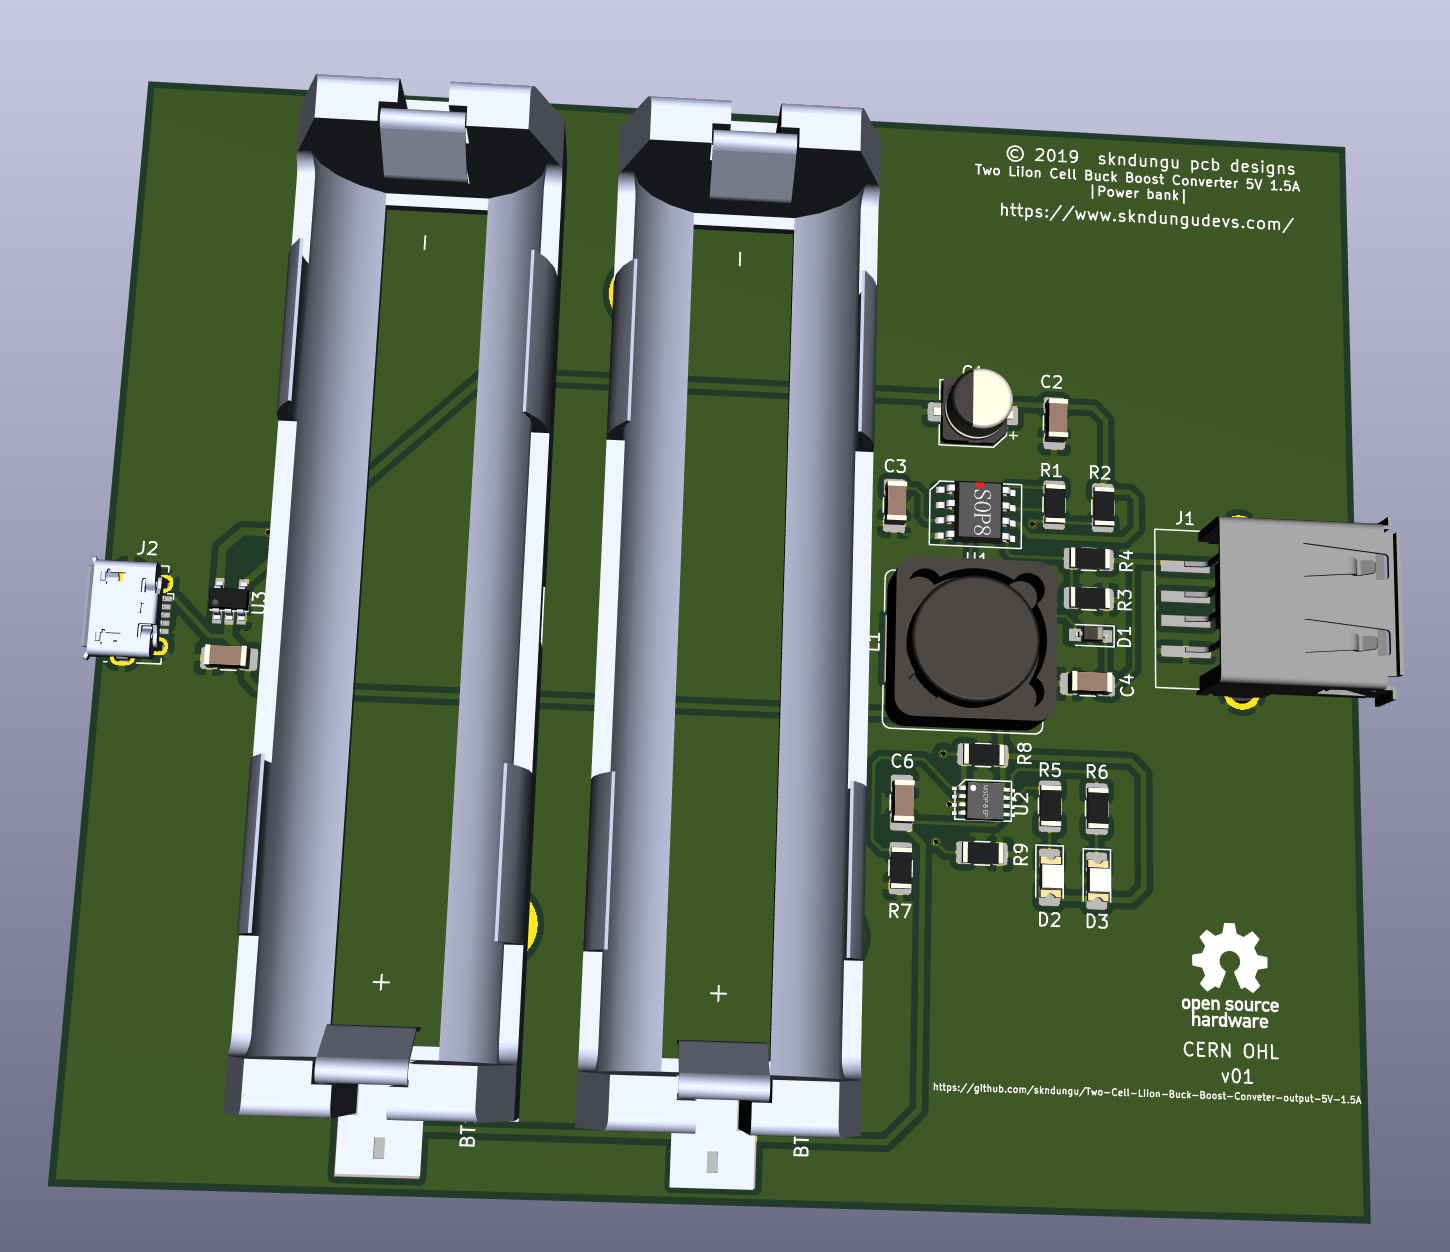 © 2019 skndungu pcb designs
Two Liion Cell Buck Boost Converter 5V 1.5A
|Power bank|
https://www.skndungudevs.com/
C2
C3
R1
R2
SOP8
J1
J2
R4
U3
R3
L1
D1
C4
R8
C6
R5
R6
U2
R9
R7
D2
D3
open source
hardware
CERN OHL
v01
https://github.com/skndungu/Two-Cell-Liion-Buck-Boost-Conveter-output-5V-1.5A
BT
BT